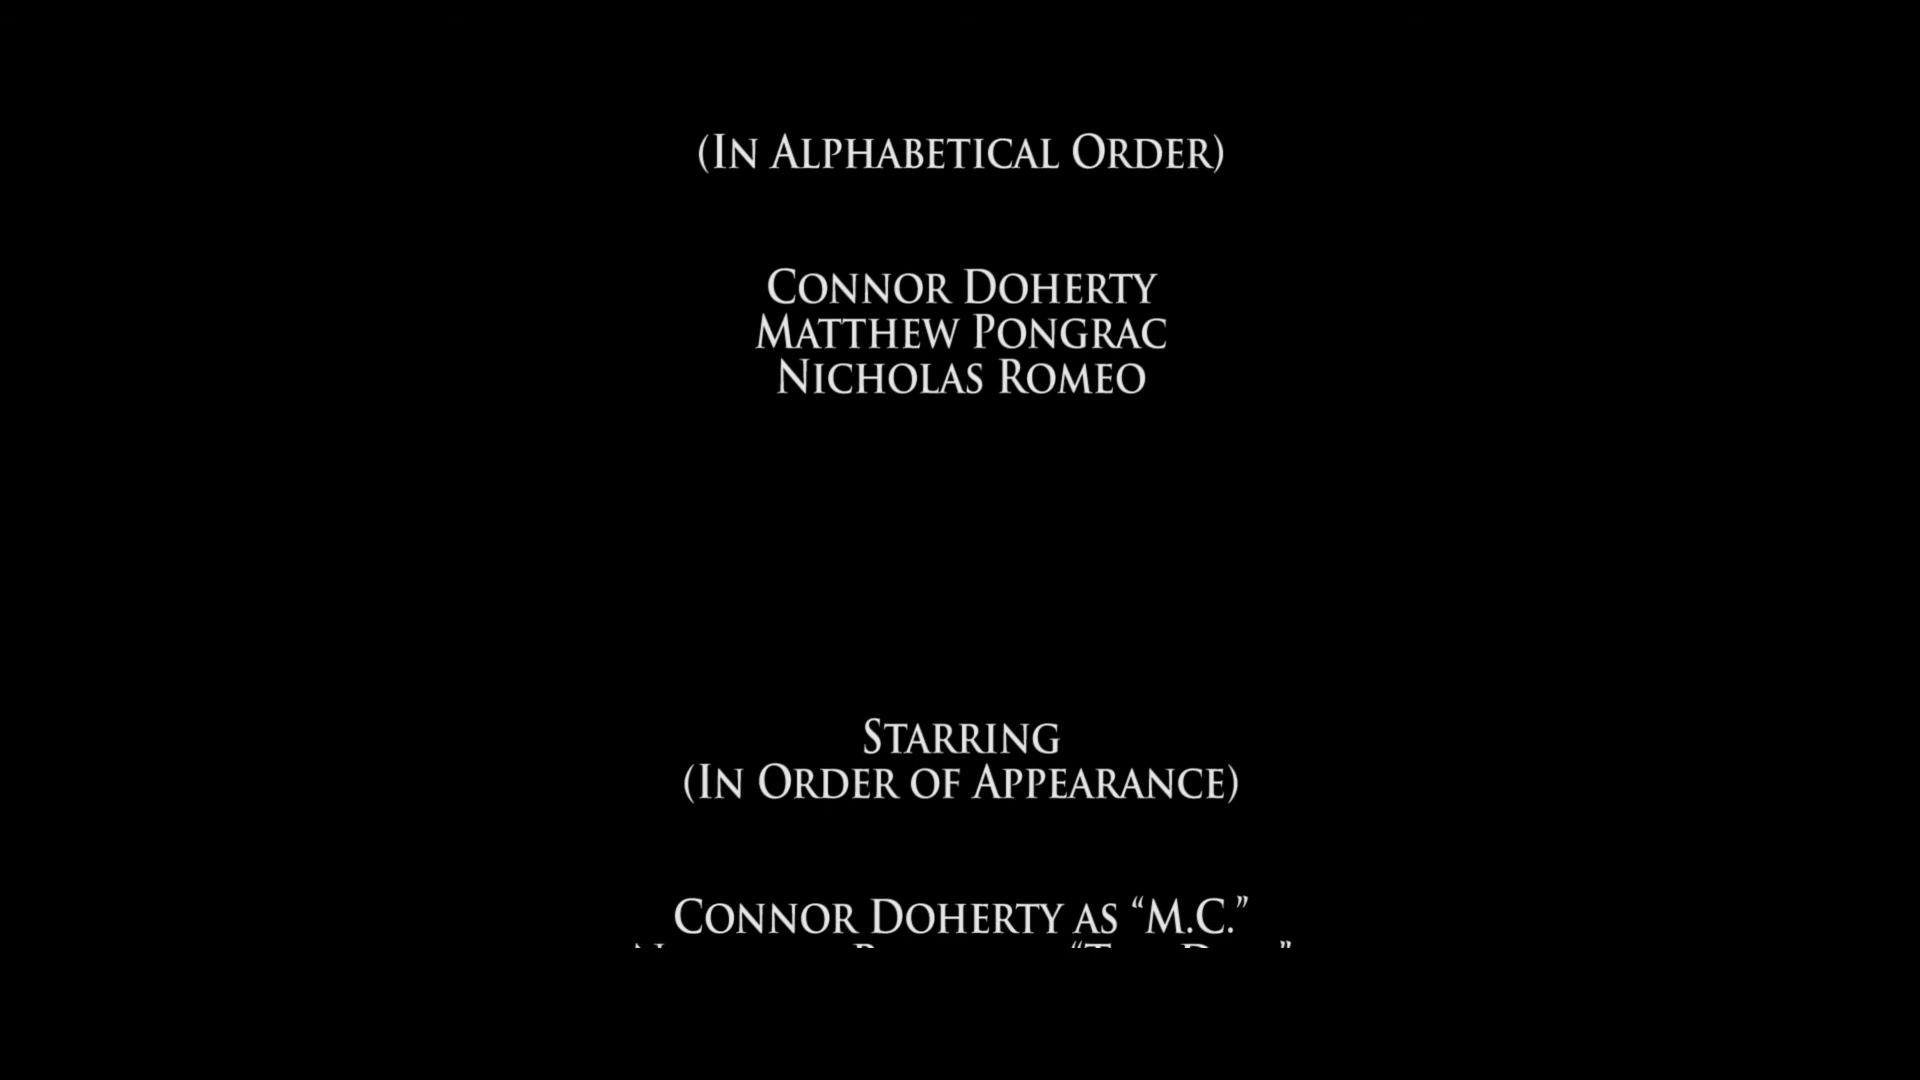 (In Alphabetical Order)
Connor Doherty
Matthew Pongrac
Nicholas Romeo
Starring
(In Order of Appearance)
Connor Doherty as “M.C.”